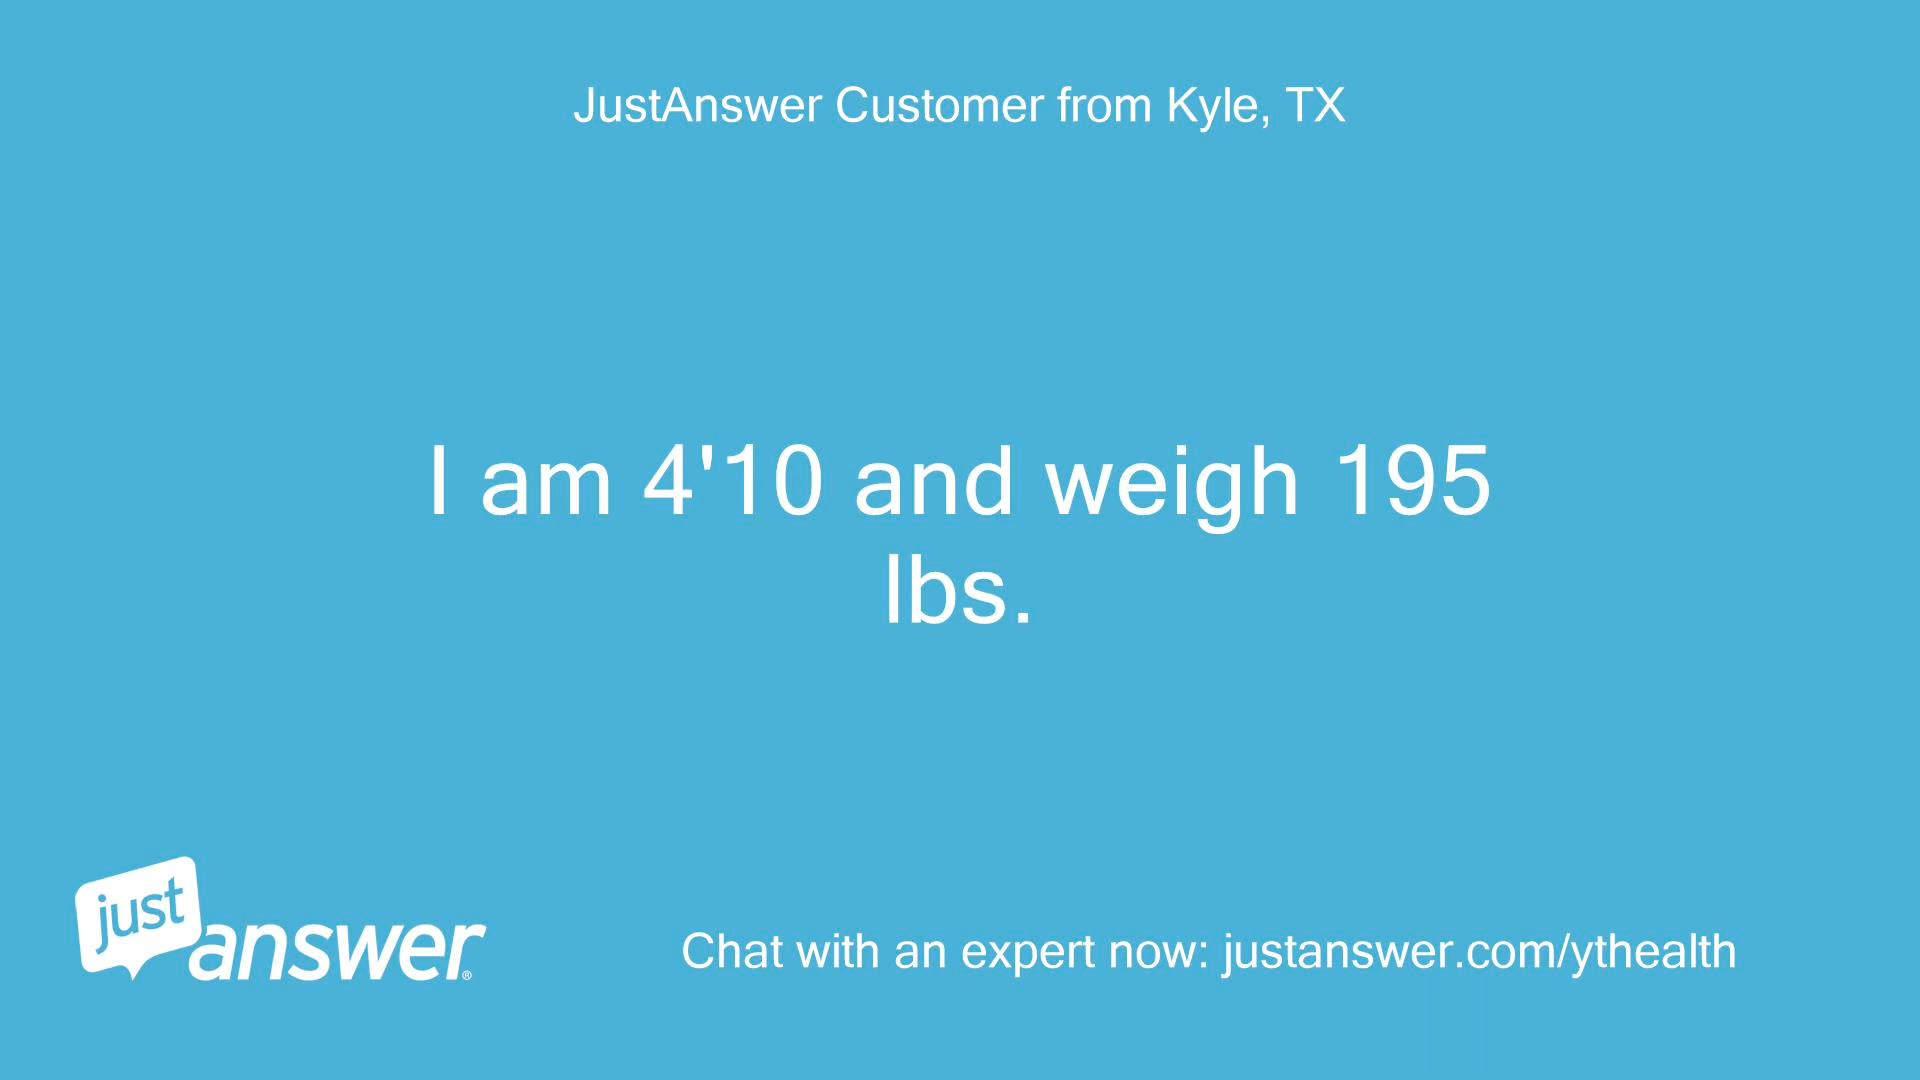 JustAnswer Customer from Kyle, TX
I am 4'10 and weigh 195
lbs.
just
answer®
Chat with an expert now: justanswer.com/ythealth